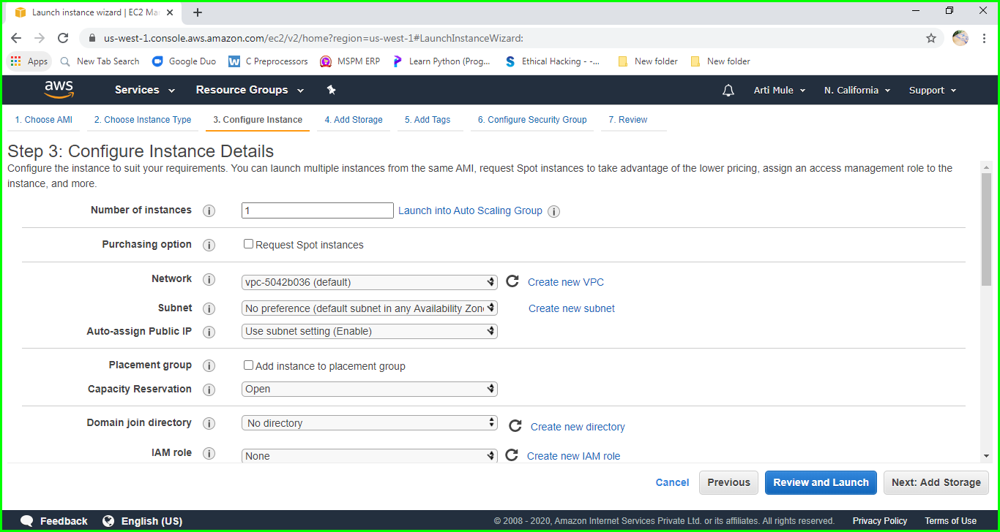 Launch instance wizard | EC2 Ma
us-west-1.console.aws.amazon.com/ec2/v2/home?region=us-west-1#LaunchInstanceWizard:
Apps New Tab Search Google Duo C Preprocessors MSPM ERP Learn Python (Prog... Ethical Hacking - -... New folder New folder
aws Services Resource Groups Arti Mule N. California Support
1. Choose AMI 2. Choose Instance Type 3. Configure Instance 4. Add Storage 5. Add Tags 6. Configure Security Group 7. Review
Step 3: Configure Instance Details
Configure the instance to suit your requirements. You can launch multiple instances from the same AMI, request Spot instances to take advantage of the lower pricing, assign an access management role to the
instance, and more.
Number of instances i 1 Launch into Auto Scaling Group i
Purchasing option i Request Spot instances
Network i vpc-5042b036 (default) Create new VPC
Subnet i No preference (default subnet in any Availability Zon Create new subnet
Auto-assign Public IP i Use subnet setting (Enable)
Placement group i Add instance to placement group
Capacity Reservation i Open
Domain join directory i No directory Create new directory
IAM role i None Create new IAM role
Cancel Previous Review and Launch Next: Add Storage
Feedback English (US) © 2008 - 2020, Amazon Internet Services Private Ltd. or its affiliates. All rights reserved. Privacy Policy Terms of Use